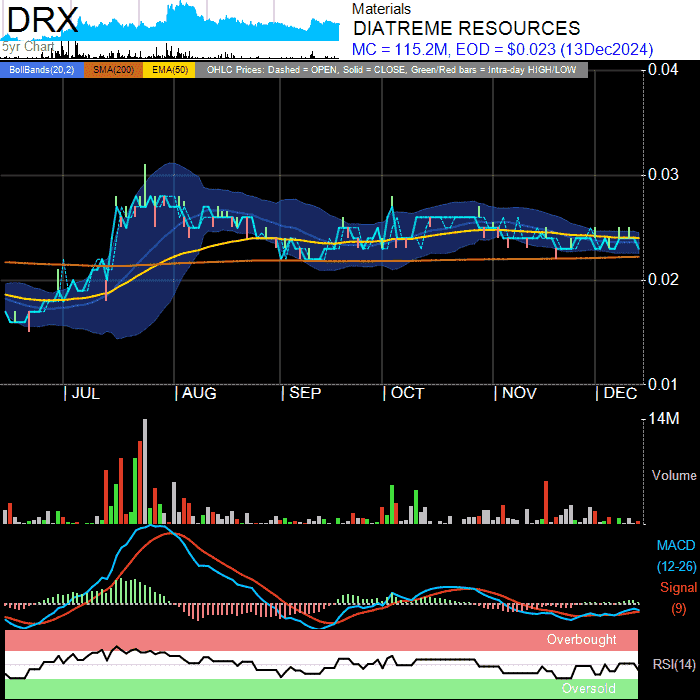 DRX
5yr Chart
Materials
DIATREME RESOURCES
MC = 115.2M, EOD = $0.023 (13Dec2024)
BollBands(20,2) SMA(200) EMA(50) OHLC Prices: Dashed = OPEN, Solid = CLOSE, Green/Red bars = Intra-day HIGH/LOW
0.04
0.03
0.02
0.01
JUL AUG SEP OCT NOV DEC
14M
Volume
MACD
(12-26)
Signal
(9)
Overbought
RSI(14)
Oversold